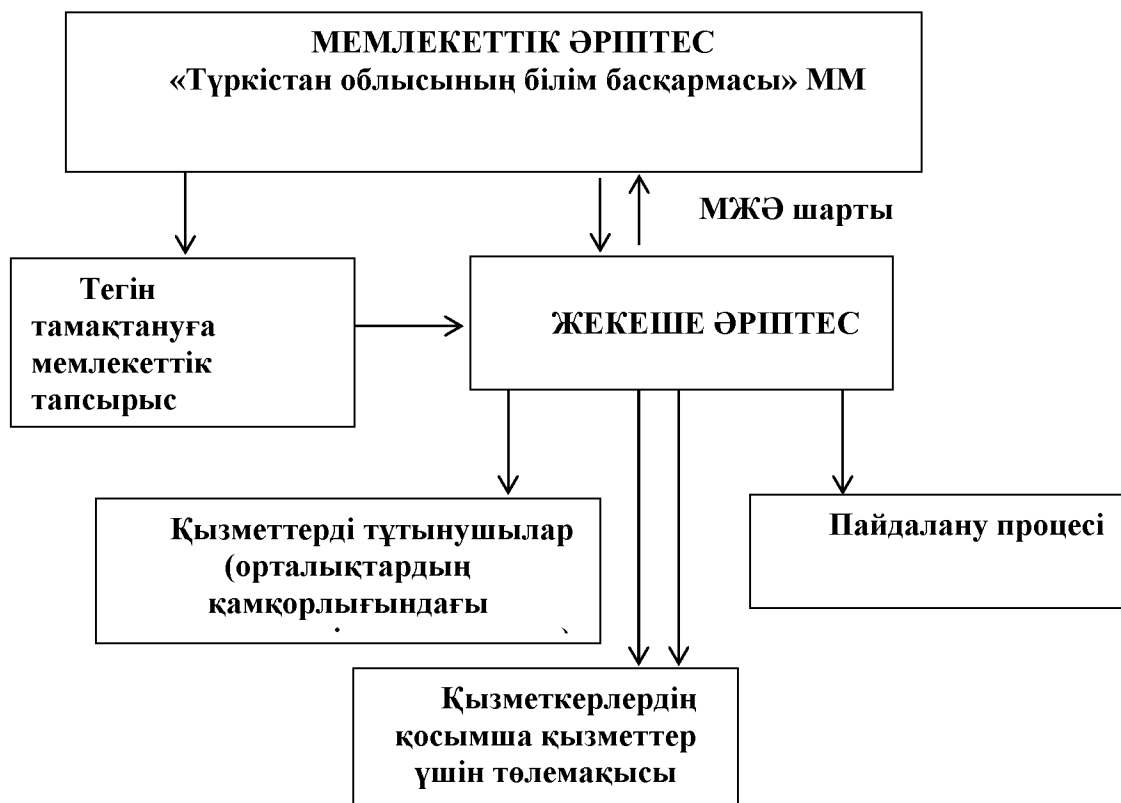 МЕМЛЕКЕТТІК ӘРІПТЕС
«Түркістан облысының білім басқармасы» ММ
МЖӘ шарты
Тегін
тамақтануға
мемлекеттік
тапсырыс
ЖЕКЕШЕ ӘРІПТЕС
Қызметтерді тұтынушылар
(орталықтардың
қамқорлығындағы
Пайдалану процесі
Қызметкерлердің
қосымша қызметтер
үшін төлемақысы